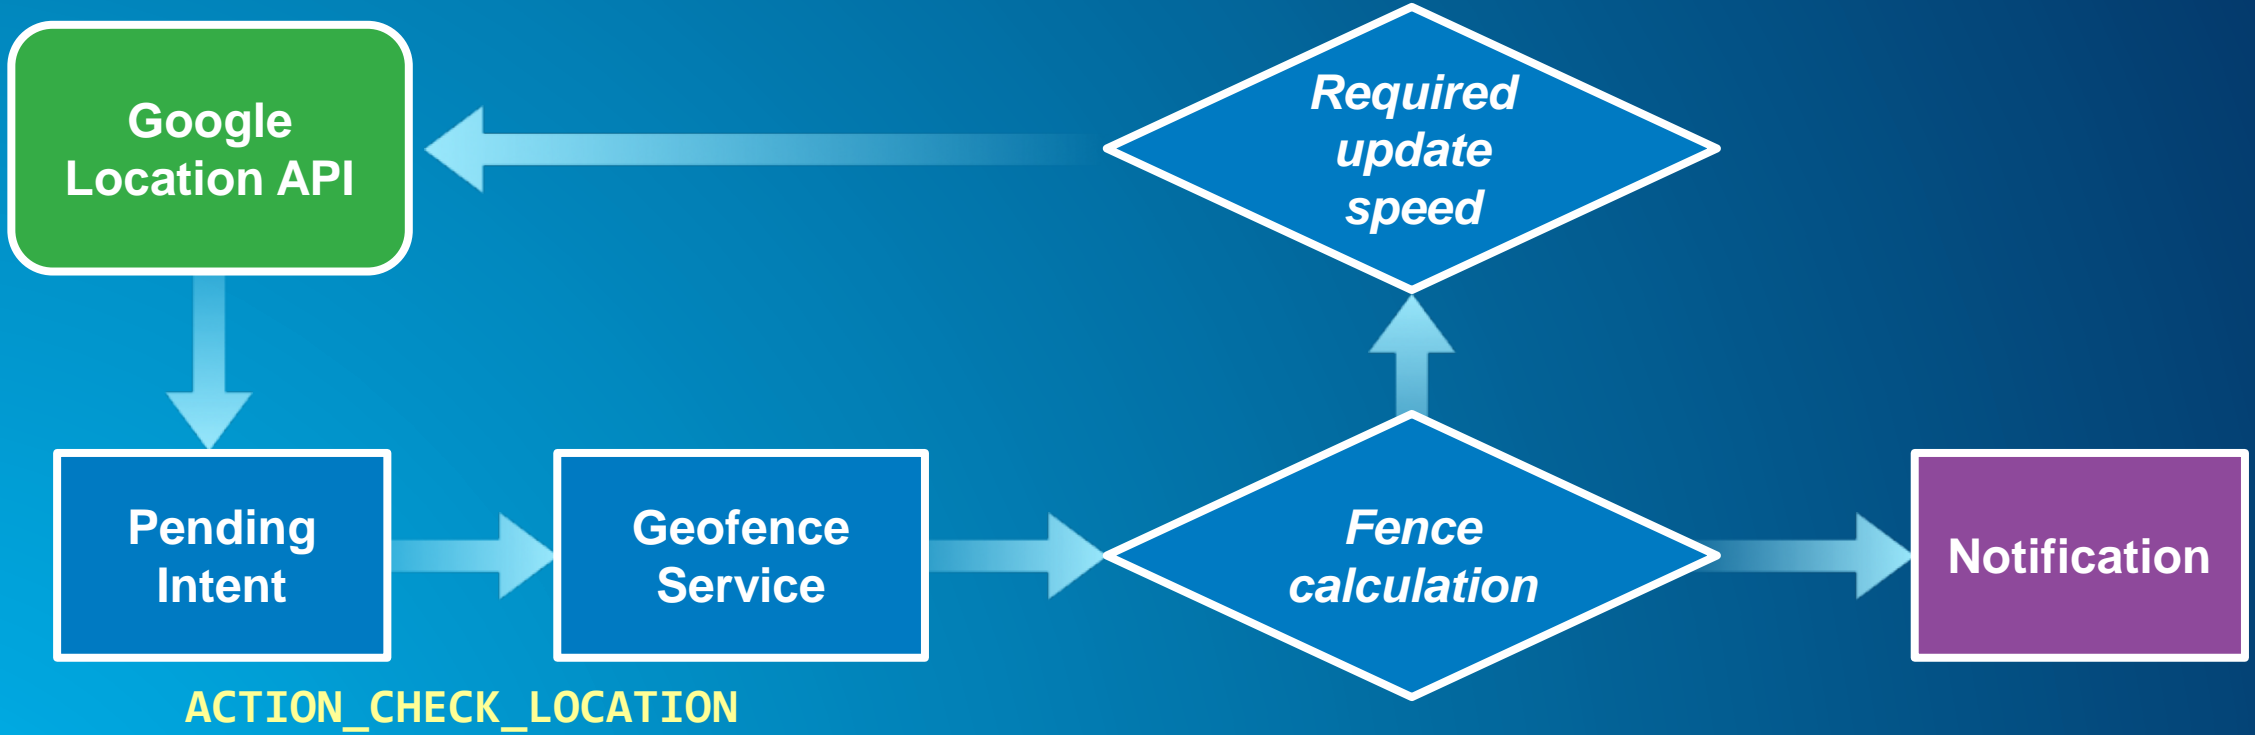 Google
Location API
Required
update
speed
Pending
Intent
Geofence
Service
Fence
calculation
Notification
ACTION_CHECK_LOCATION